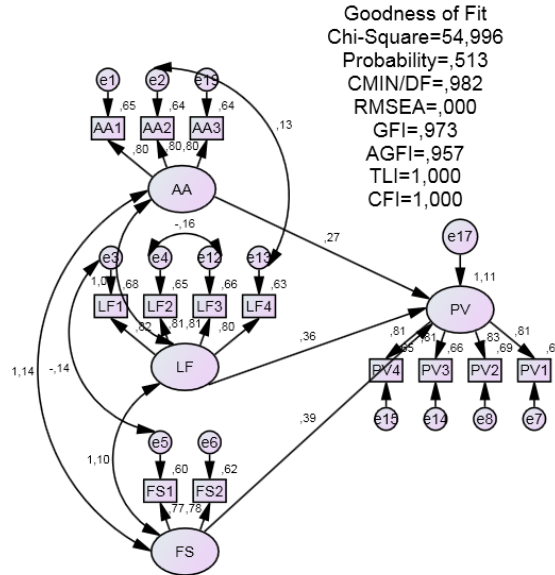 Goodness of Fit
Chi-Square=54,996
Probability=,513
CMIN/DF=,982
RMSEA=,000
GFI=,973
AGFI=,957
TLI=1,000
CFI=1,000
e1 e2 e19
,65 ,64 ,64
AA1 AA2 AA3
,13
,80 ,80,80
AA
,27
e17
1,11
-,16
e3 e4 e12 e13
,68 ,65 ,66 ,63
LF1 LF2 LF3 LF4
,82 ,81,81 ,80
LF
,36
PV
,81 ,83 ,81
,66 ,69
PV4 PV3 PV2 PV1
e15 e14 e8 e7
1,14
-,14
,39
1,10
e5 e6
,60 ,62
FS1 FS2
,77,78
FS